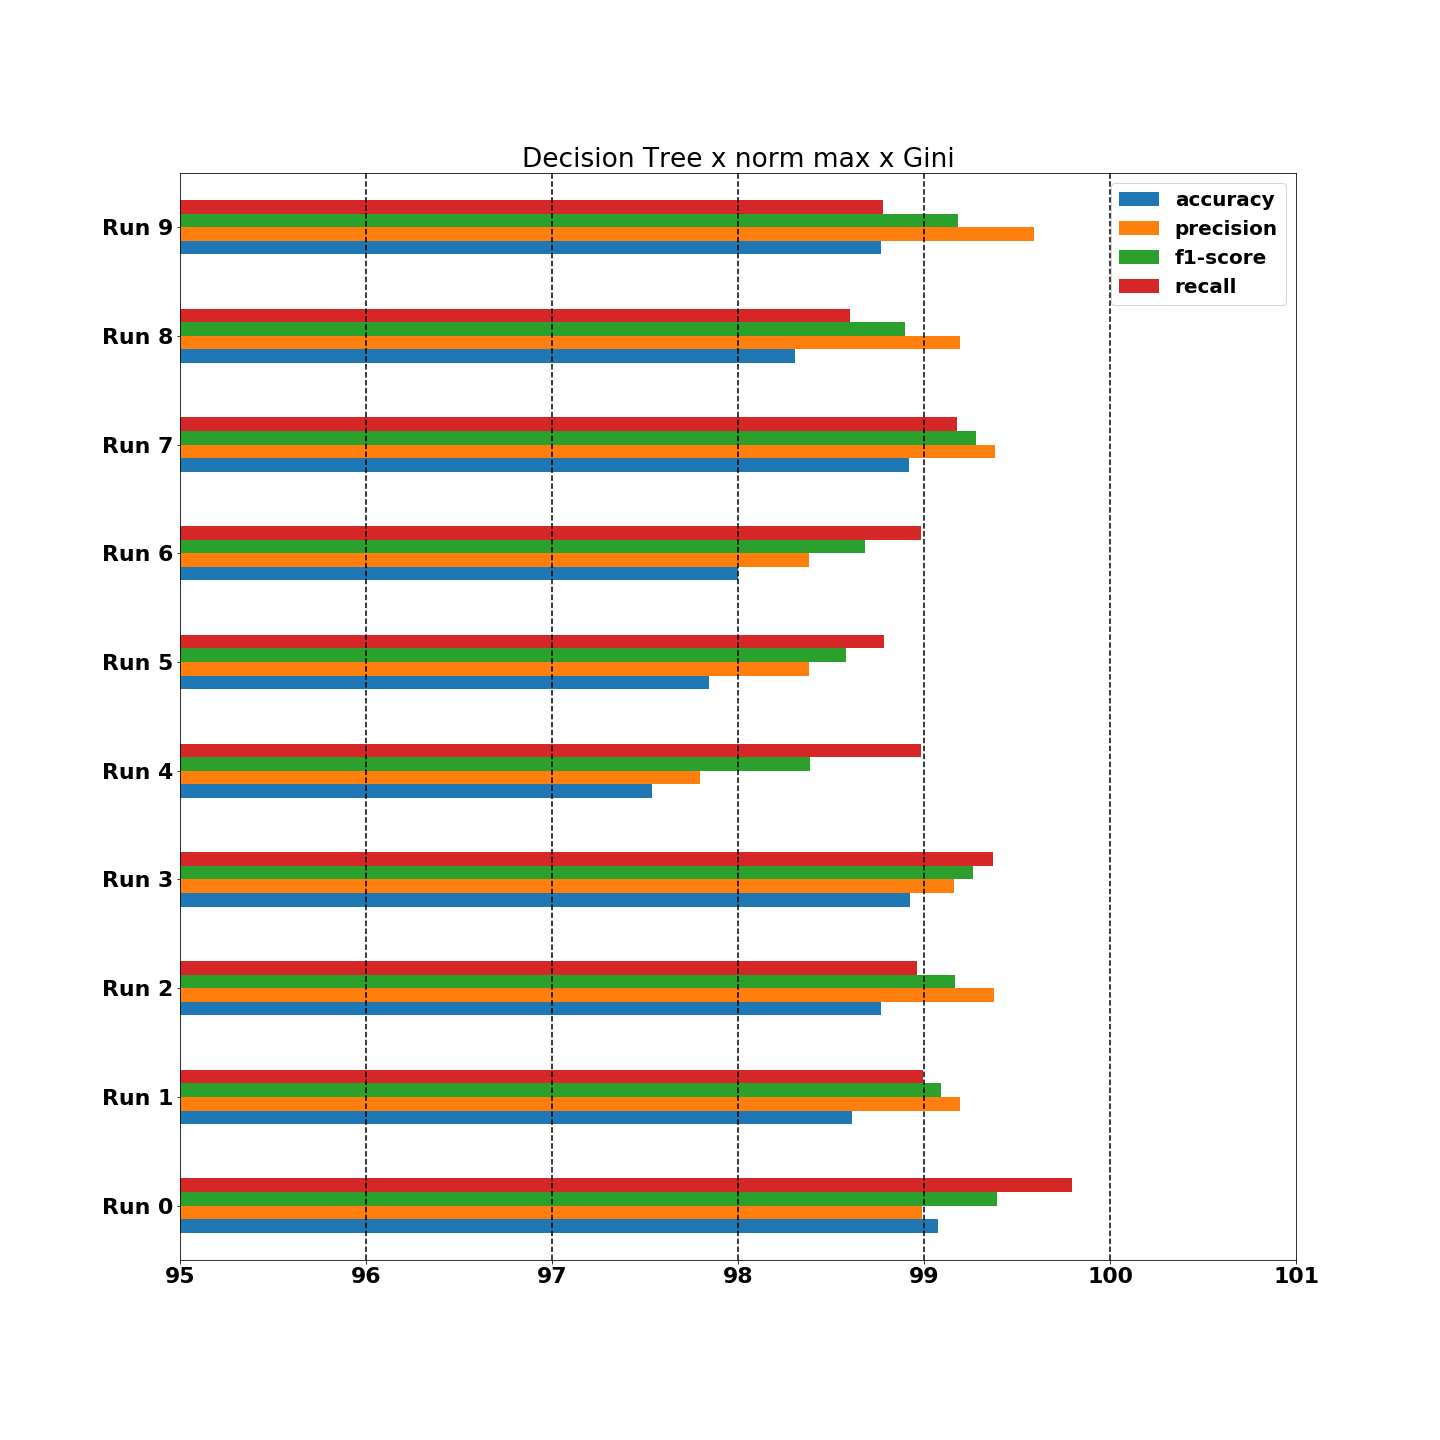 Decision Tree x norm max x Gini
accuracy
precision
f1-score
recall
Run 9
Run 8
Run 7
Run 6
Run 5
Run 4
Run 3
Run 2
Run 1
Run 0
95 96 97 98 99 100 101